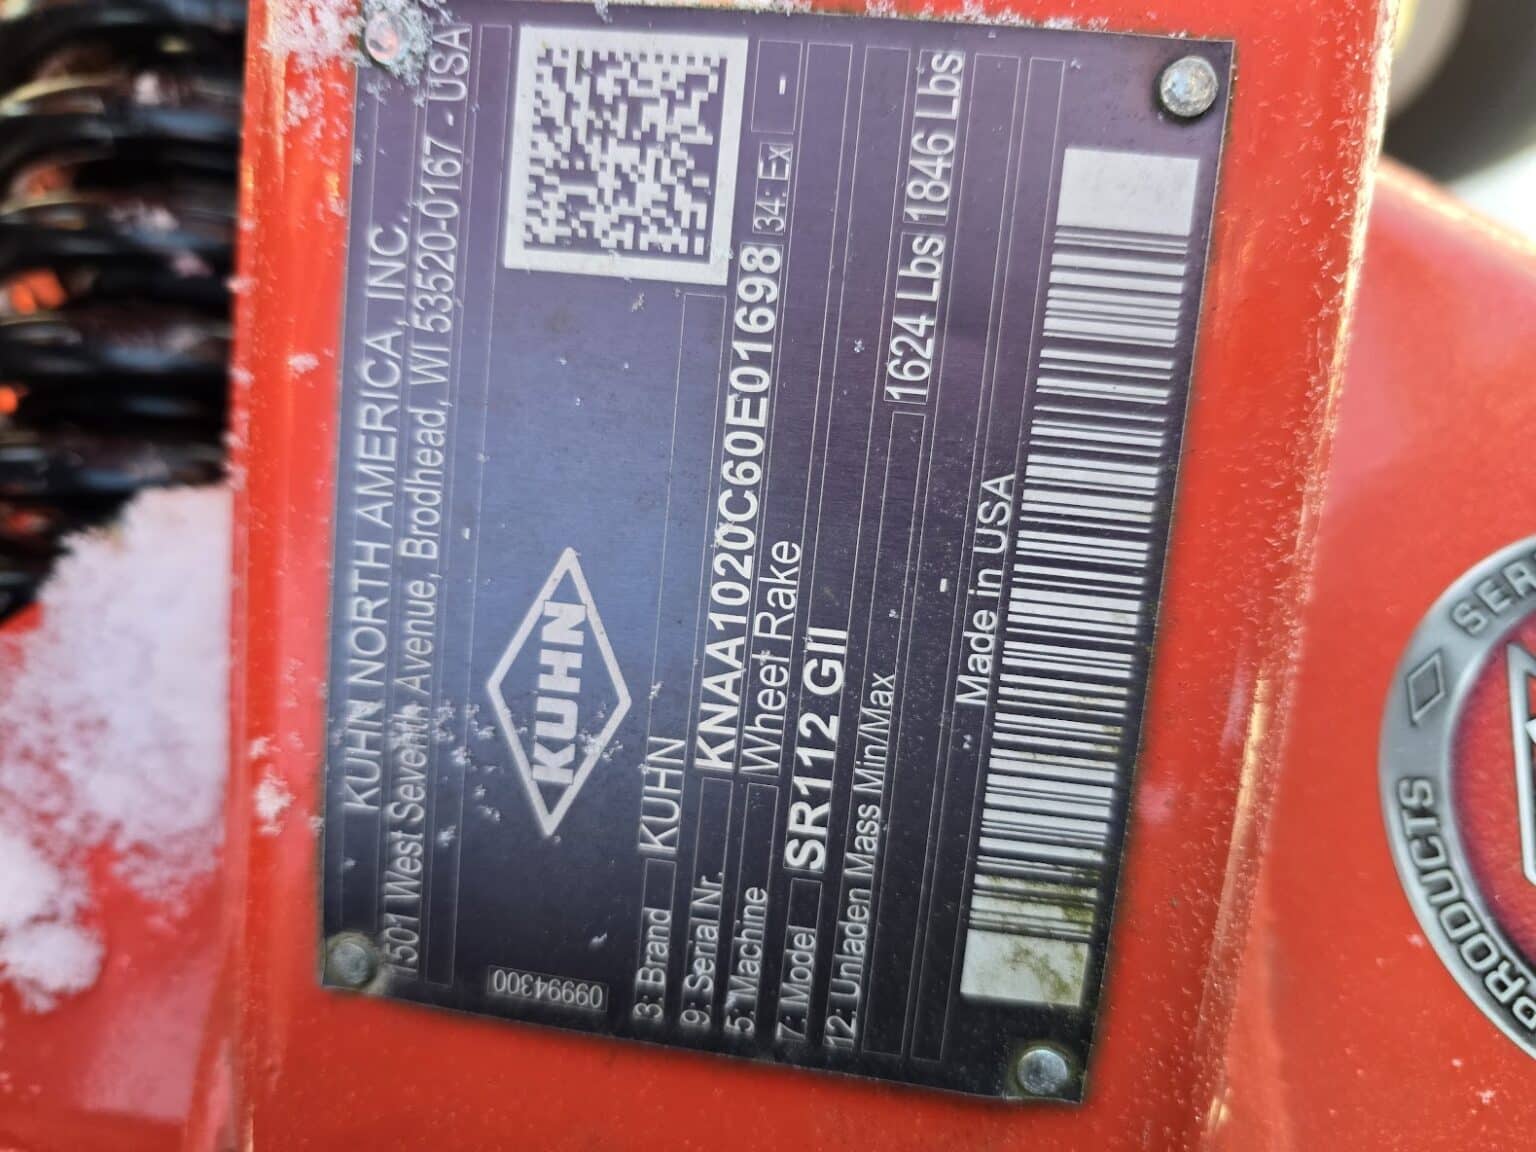 KUHN NORTH AMERICA, INC.
1501 West Seventh Avenue, Brodhead, WI 53520-0167 - USA
-
KUHN
09994300
3: Brand KUHN
9: Serial Nr. KNAA1020C60E01698 34: Ex -
5: Machine Wheel Rake
7: Model SR112 GII
12: Unladen Mass Min/Max 1624 Lbs 1846 Lbs
-
Made in USA
PRODUCTS